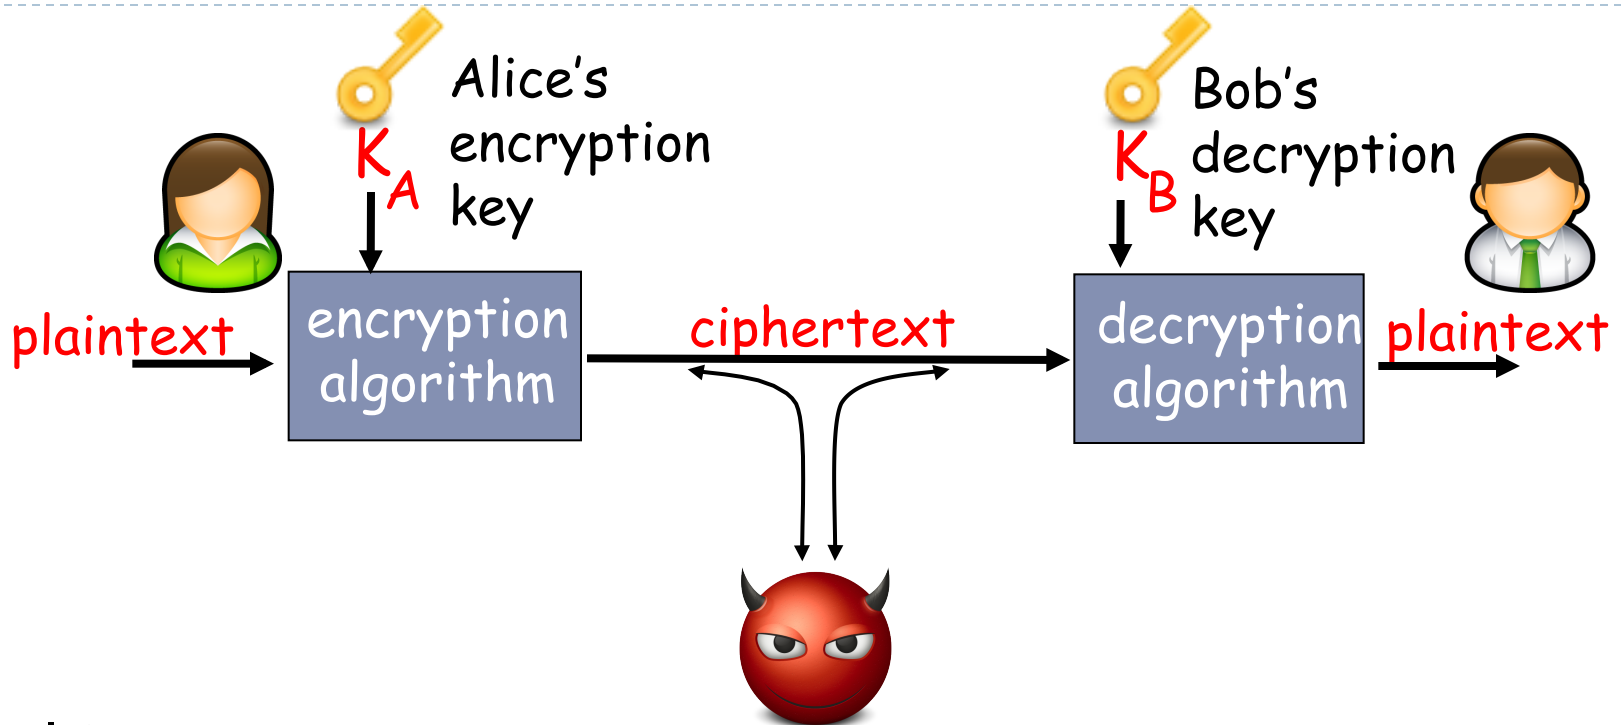 Alice's
encryption
key
K
A
Bob's
decryption
key
K
B
plaintext
encryption
algorithm
ciphertext
decryption
algorithm
plaintext